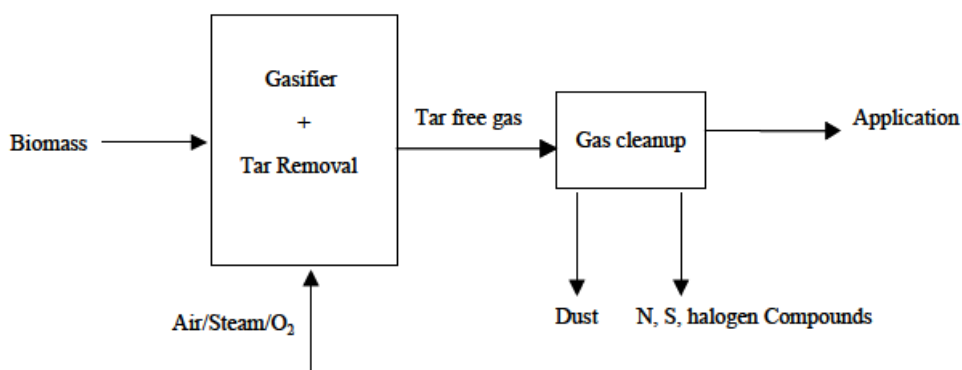 Gasifier
+
Tar Removal
Biomass
Tar free gas
Gas cleanup
Application
Air/Steam/O₂
Dust
N, S, halogen Compounds